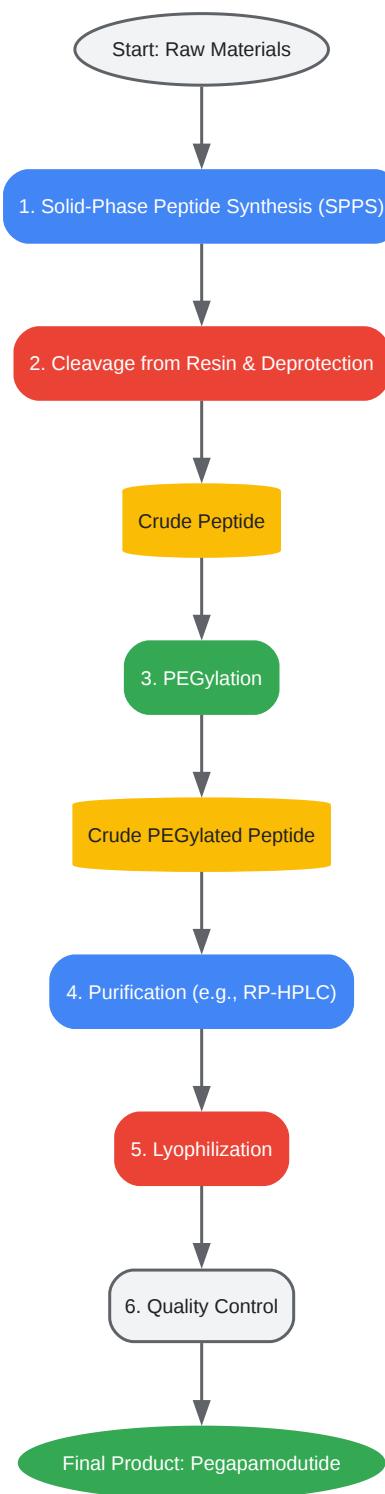 Start: Raw Materials
1. Solid-Phase Peptide Synthesis (SPPS)
2. Cleavage from Resin & Deprotection
Crude Peptide
3. PEGylation
Crude PEGylated Peptide
4. Purification (e.g., RP-HPLC)
5. Lyophilization
6. Quality Control
Final Product: Pegapamodutide